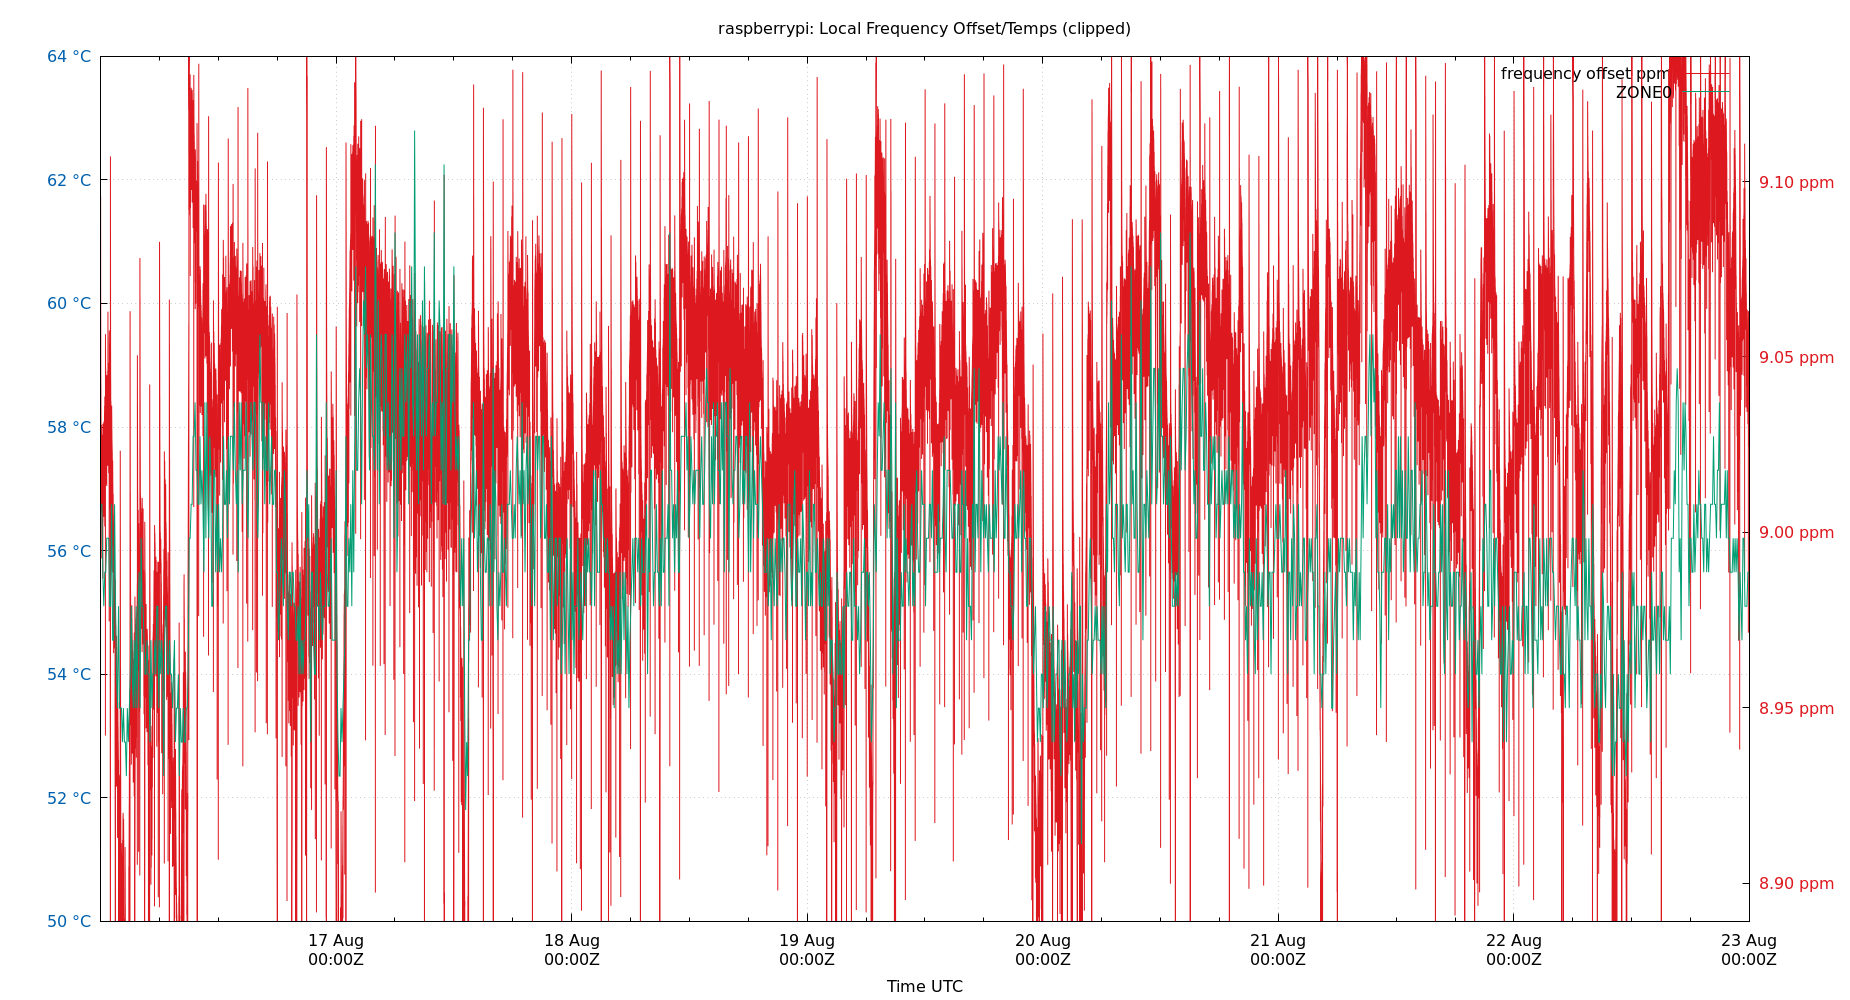 raspberrypi: Local Frequency Offset/Temps (clipped)
64 °C
62 °C
60 °C
58 °C
56 °C
54 °C
52 °C
50 °C
frequency offset ppm
ZONE0
9.10 ppm
9.05 ppm
9.00 ppm
8.95 ppm
8.90 ppm
17 Aug
00:00Z
18 Aug
00:00Z
19 Aug
00:00Z
20 Aug
00:00Z
21 Aug
00:00Z
22 Aug
00:00Z
23 Aug
00:00Z
Time UTC